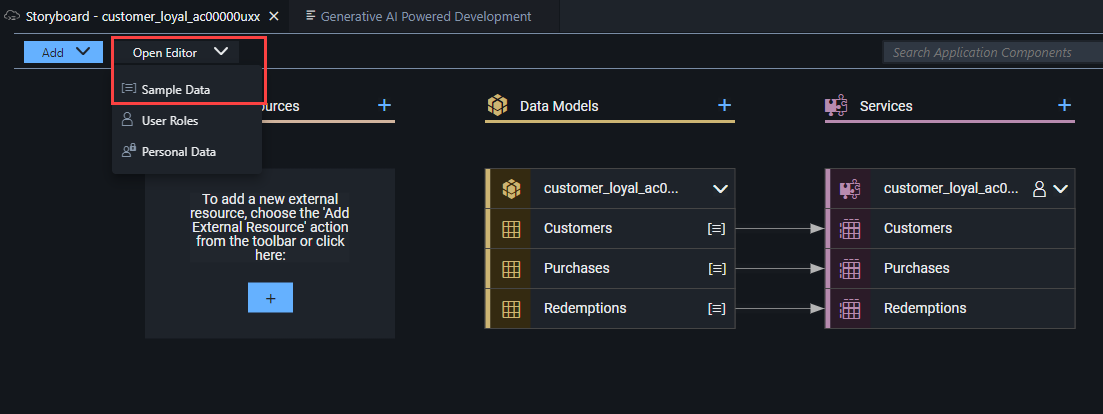 Storyboard - customer_loyal_ac00000uxx
Generative AI Powered Development
Add
Open Editor
Search Application Components
Sample Data
User Roles
Personal Data
ources
Data Models
Services
To add a new external
resource, choose the 'Add
External Resource' action
from the toolbar or click
here:
customer_loyal_ac0...
Customers
Purchases
Redemptions
customer_loyal_ac0...
Customers
Purchases
Redemptions